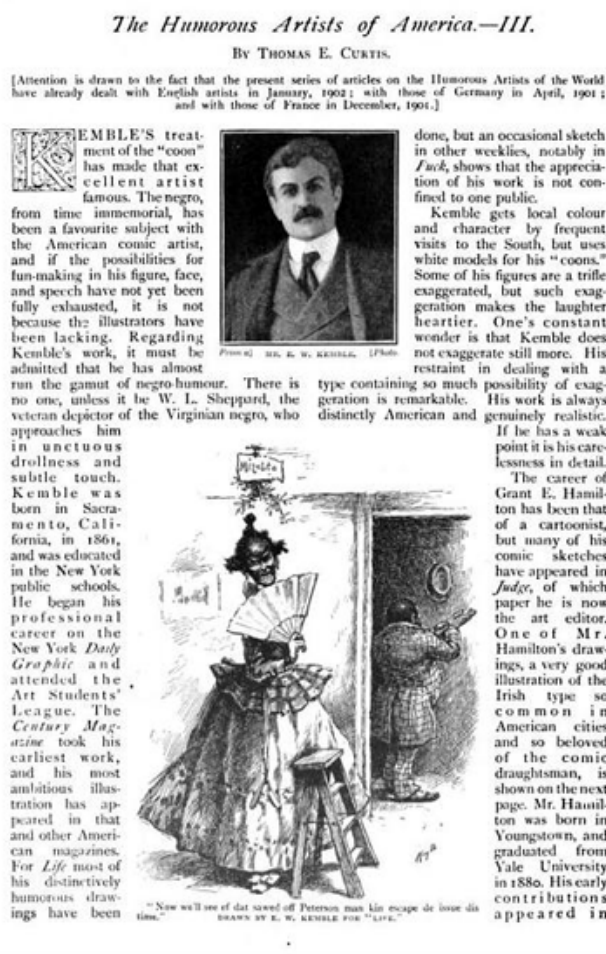 The Humorous Artists of America.—III.
By Thomas E. Curtis.
[Attention is drawn to the fact that the present series of articles on the Humorous Artists of the World
have already dealt with English artists in January, 1902; with those of Germany in April, 1901;
and with those of France in December, 1901.]
KEMBLE'S treat-
ment of the "coon"
has made that ex-
cellent artist
famous. The negro,
from time immemorial, has
been a favourite subject with
the American comic artist,
and if the possibilities for
fun-making in his figure, face,
and speech have not yet been
fully exhausted, it is not
because the illustrators have
been lacking. Regarding
Kemble's work, it must be
admitted that he has almost
run the gamut of negro-humour. There is
no one, unless it be W. L. Sheppard, the
veteran depictor of the Virginian negro, who
approaches him
in unctuous
drollness and
subtle touch.
Kemble was
born in Sacra-
mento, Cali-
fornia, in 1861,
and was educated
in the New York
public schools.
He began his
professional
career on the
New York Daily
Graphic and
attended the
Art Students'
League. The
Century Mag-
azine took his
earliest work,
and his most
ambitious illus-
tration has ap-
peared in that
and other Ameri-
can magazines.
For Life most of
his distinctively
humorous draw-
ings have been
From a] MR. E. W. KEMBLE. [Photo.
done, but an occasional sketch
in other weeklies, notably in
Puck, shows that the apprecia-
tion of his work is not con-
fined to one public.
Kemble gets local colour
and character by frequent
visits to the South, but uses
white models for his "coons."
Some of his figures are a trifle
exaggerated, but such exag-
geration makes the laughter
heartier. One's constant
wonder is that Kemble does
not exaggerate still more. His
restraint in dealing with a
type containing so much possibility of exag-
geration is remarkable. His work is always
distinctly American and genuinely realistic.
If he has a weak
point it is his care-
lessness in detail.
The career of
Grant E. Hamil-
ton has been that
of a cartoonist,
but many of his
comic sketches
have appeared in
Judge, of which
paper he is now
the art editor.
One of Mr.
Hamilton's draw-
ings, a very good
illustration of the
Irish type so
common in
American cities
and so beloved
of the comic
draughtsman, is
shown on the next
page. Mr. Hamil-
ton was born in
Youngstown, and
graduated from
Yale University
in 1880. His early
contributions
appeared in
"Now we'll see ef dat sawed off Peterson man kin escape de issue dis
time."
DRAWN BY E. W. KEMBLE FOR "LIFE."